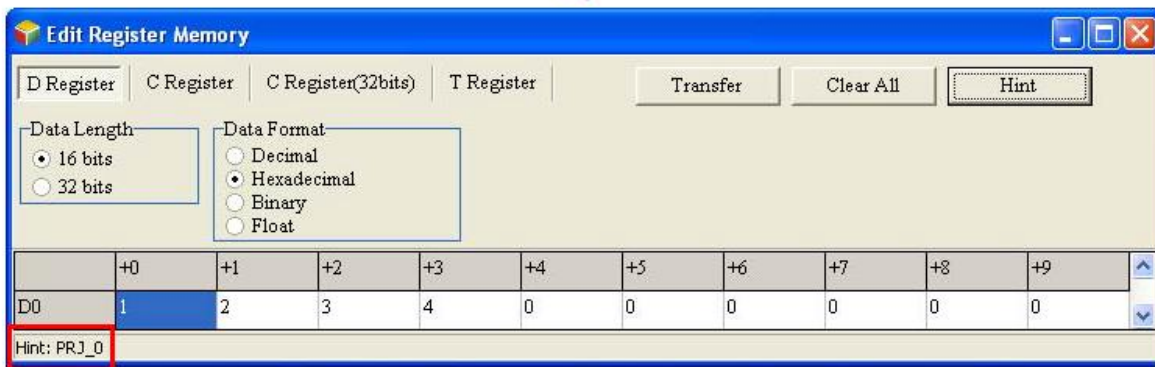 Edit Register Memory
D Register C Register C Register(32bits) T Register Transfer Clear All Hint
Data Length Data Format
16 bits Decimal
32 bits Hexadecimal
Binary
Float
+0 +1 +2 +3 +4 +5 +6 +7 +8 +9
D0 1 2 3 4 0 0 0 0 0 0
Hint: PRJ_0